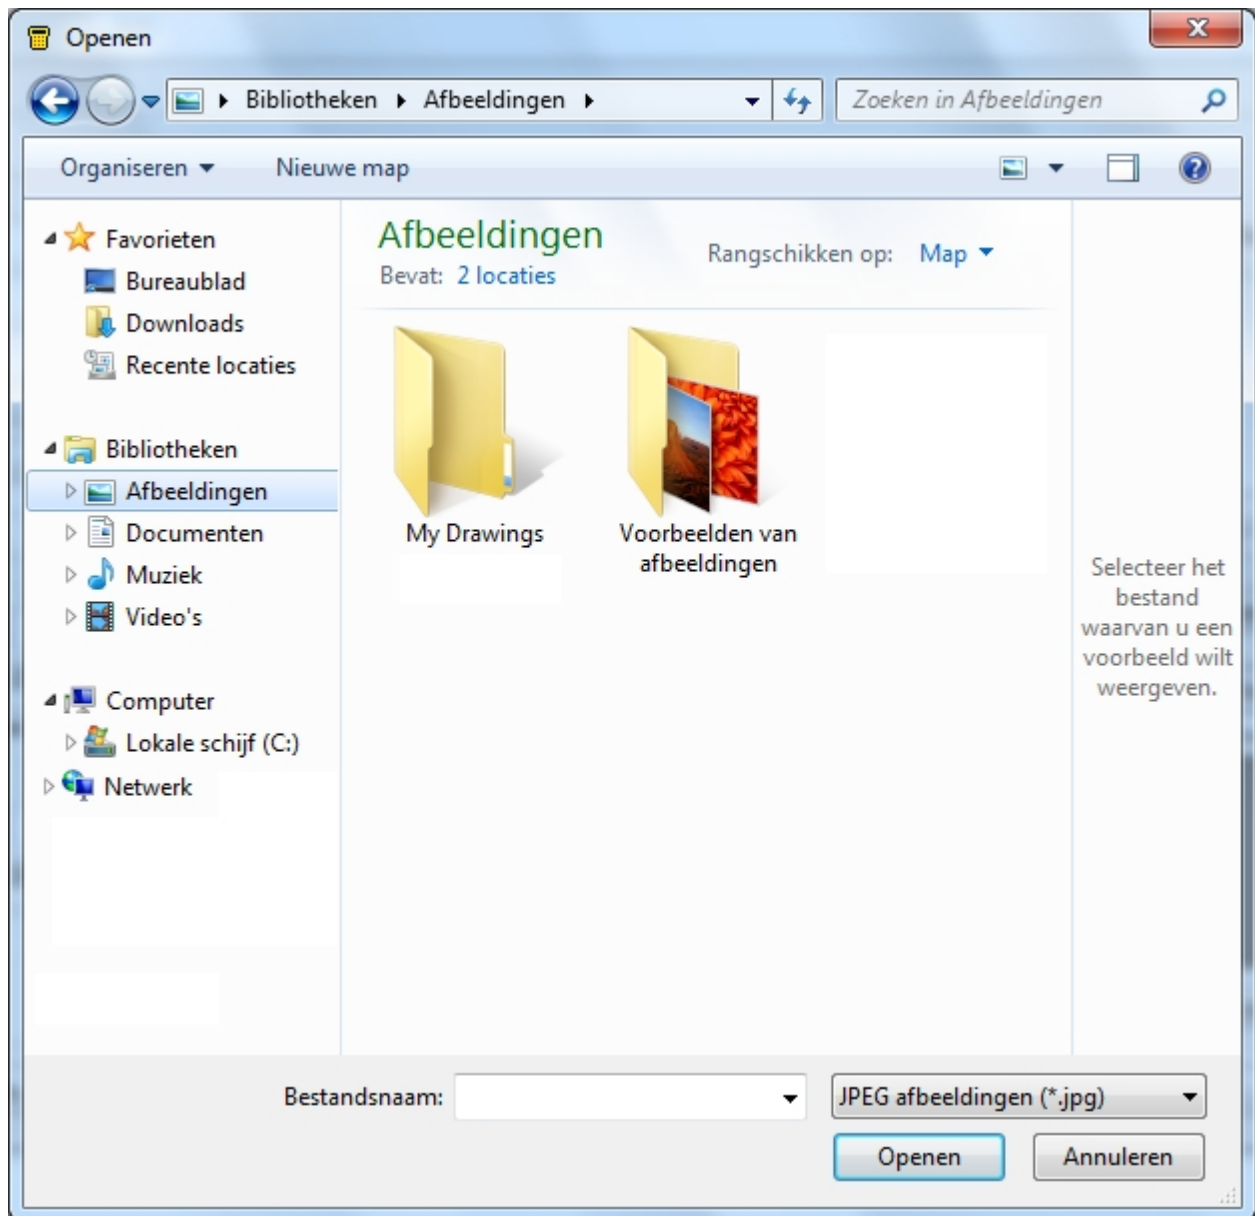 Openen
Bibliotheken Afbeeldingen
Zoeken in Afbeeldingen
Organiseren
Nieuwe map
Favorieten
Bureaublad
Downloads
Recente locaties
Bibliotheken
Afbeeldingen
Documenten
Muziek
Video's
Computer
Lokale schijf (C:)
Netwerk
Afbeeldingen
Bevat: 2 locaties
Rangschikken op: Map
My Drawings
Voorbeelden van
afbeeldingen
Selecteer het
bestand
waarvan u een
voorbeeld wilt
weergeven.
Bestandsnaam:
JPEG afbeeldingen (*.jpg)
Openen
Annuleren